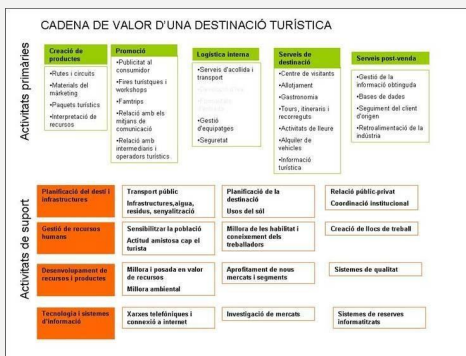 CADENA DE VALOR D'UNA DESTINACIÓ TURÍSTICA
Activitats primàries
Creació de
productes
•Rutes i circuits
•Materials del
màrketing
•Paquets turístics
•Interpretació de
recursos
Promoció
•Publicitat al
consumidor
•Fires turístiques i
workshops
•Famtrips
•Relació amb els
mitjans de
comunicació
•Relació amb
intermedians i
operadors turístics.
Logística interna
•Serveis d'acollida i
transport
•Gestió
d'equipatges
•Seguretat
Serveis de
destinació
•Centre de visitants
•Allotjament
•Gastronomia
•Tours, itineraris i
recorreguts
•Activitats de lleure
•Alquiler de
vehicles
•Informació
turística
Serveis post-venda
•Gestió de la
informació obtinguda
•Bases de dades
•Seguiment del client
d'origen
•Retroalimentació de la
indústria
Activitats de suport
Planificació del destí i
infrastructures
Transport públic
Infrastructures,aigua,
residus, senyalització
Planificació de la
destinació
Usos del sól
Relació públic-privat
Coordinació institucional
Gestió de recursos
humans
Sensibilitzar la població
Actitud amistosa cap el
turista
Millora de les habilitat i
coneixement dels
treballadors
Creació de llocs de treball
Desenvolupament de
recursos i productes
Millora i posada en valor
de recursos
Millora ambiental
Aprofitament de nous
mercats i segments
Sistemes de qualitat
Tecnologia i sistemes
d'informació
Xarxes telefóniques i
connexió a internet
Investigació de mercats
Sistemes de reserves
informatitzats